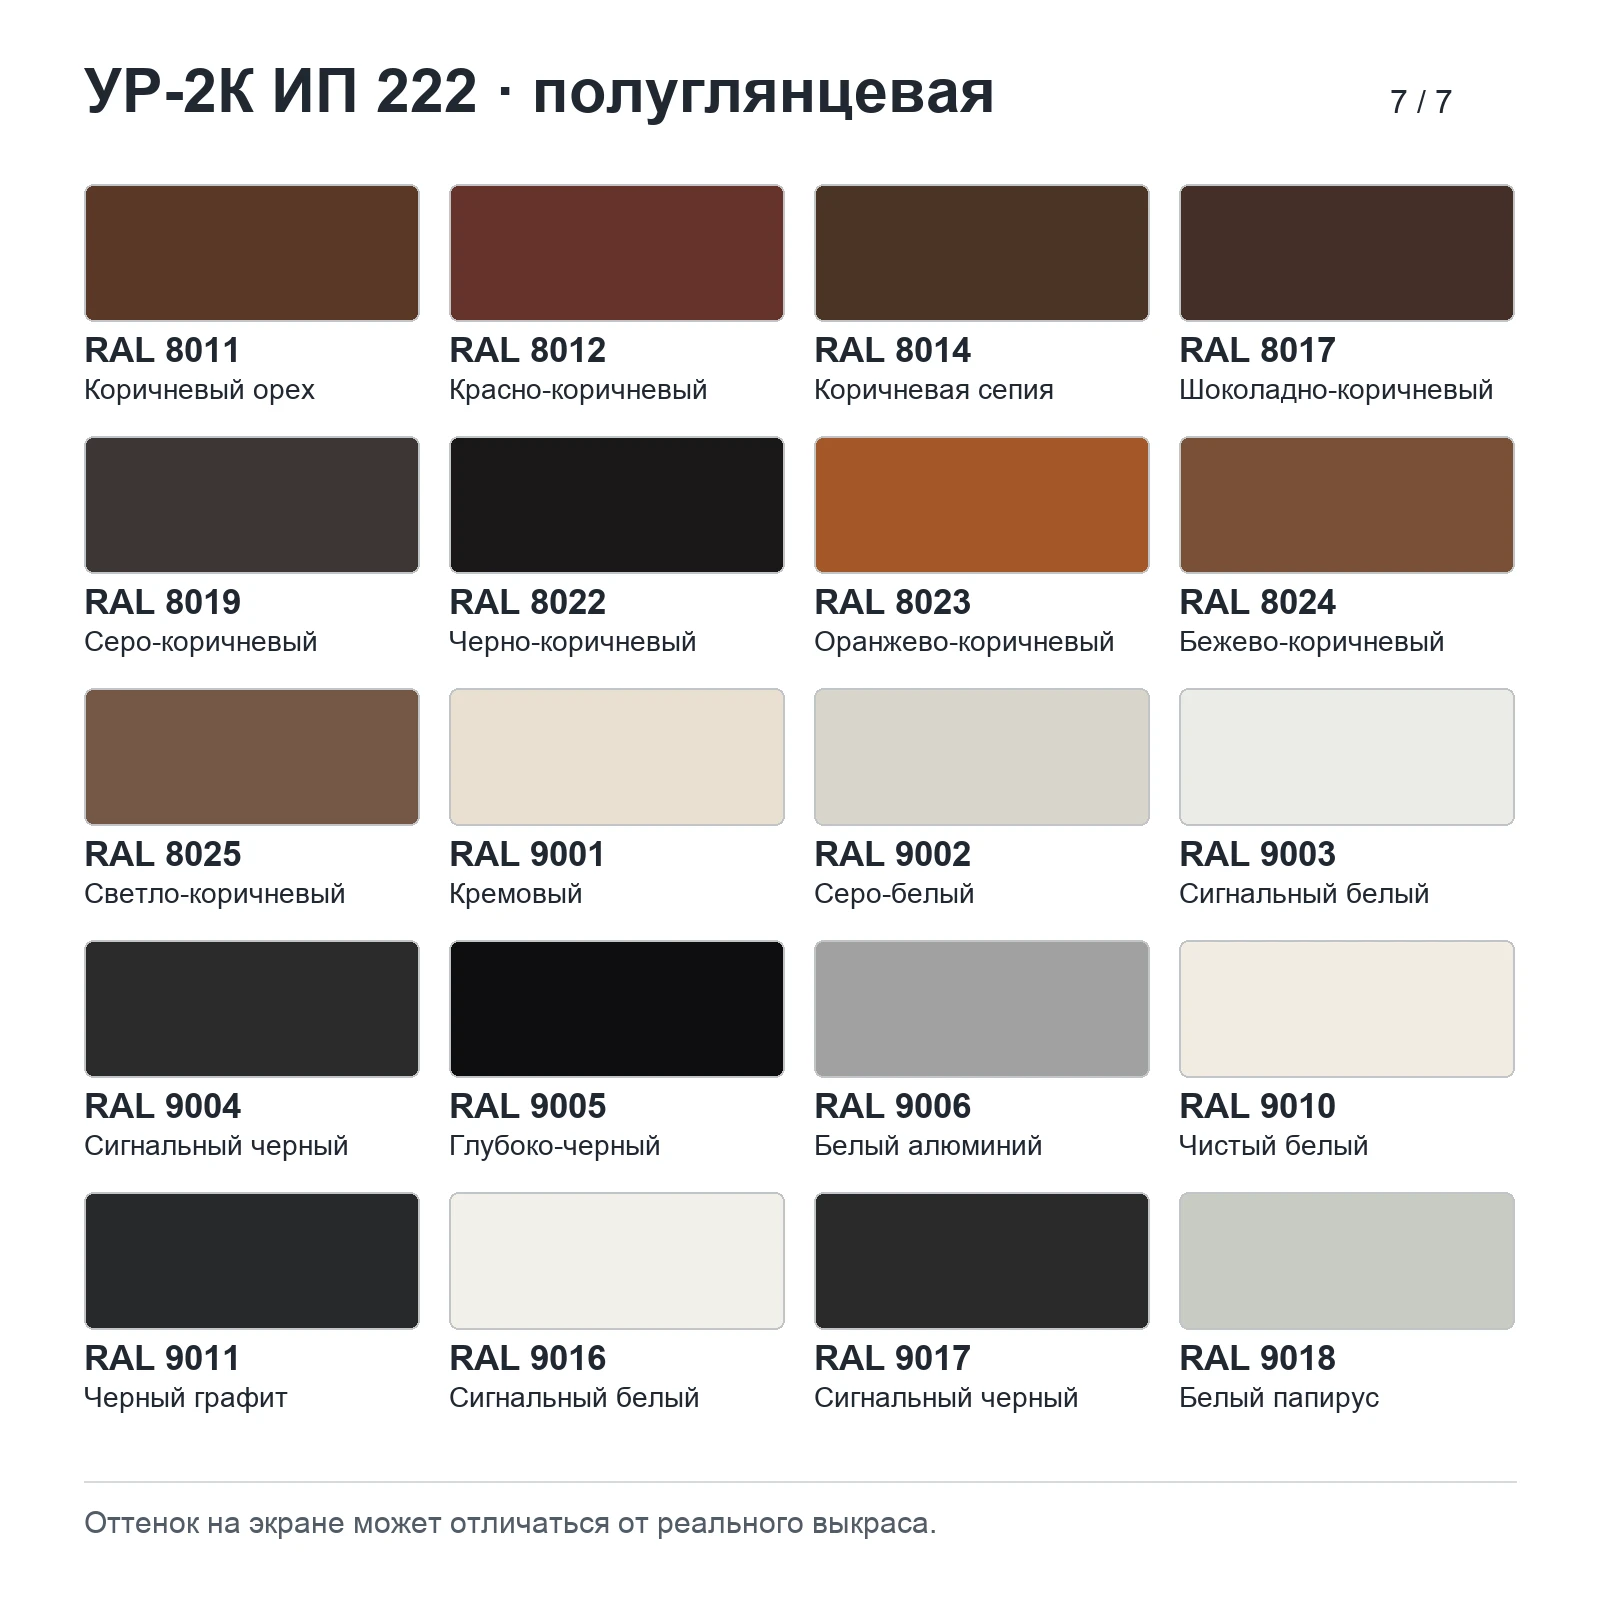 УР-2К ИП 222 · полуглянцевая
7 / 7
RAL 8011
Коричневый орех
RAL 8012
Красно-коричневый
RAL 8014
Коричневая сепия
RAL 8017
Шоколадно-коричневый
RAL 8019
Серо-коричневый
RAL 8022
Черно-коричневый
RAL 8023
Оранжево-коричневый
RAL 8024
Бежево-коричневый
RAL 8025
Светло-коричневый
RAL 9001
Кремовый
RAL 9002
Серо-белый
RAL 9003
Сигнальный белый
RAL 9004
Сигнальный черный
RAL 9005
Глубоко-черный
RAL 9006
Белый алюминий
RAL 9010
Чистый белый
RAL 9011
Черный графит
RAL 9016
Сигнальный белый
RAL 9017
Сигнальный черный
RAL 9018
Белый папирус
Оттенок на экране может отличаться от реального выкраса.